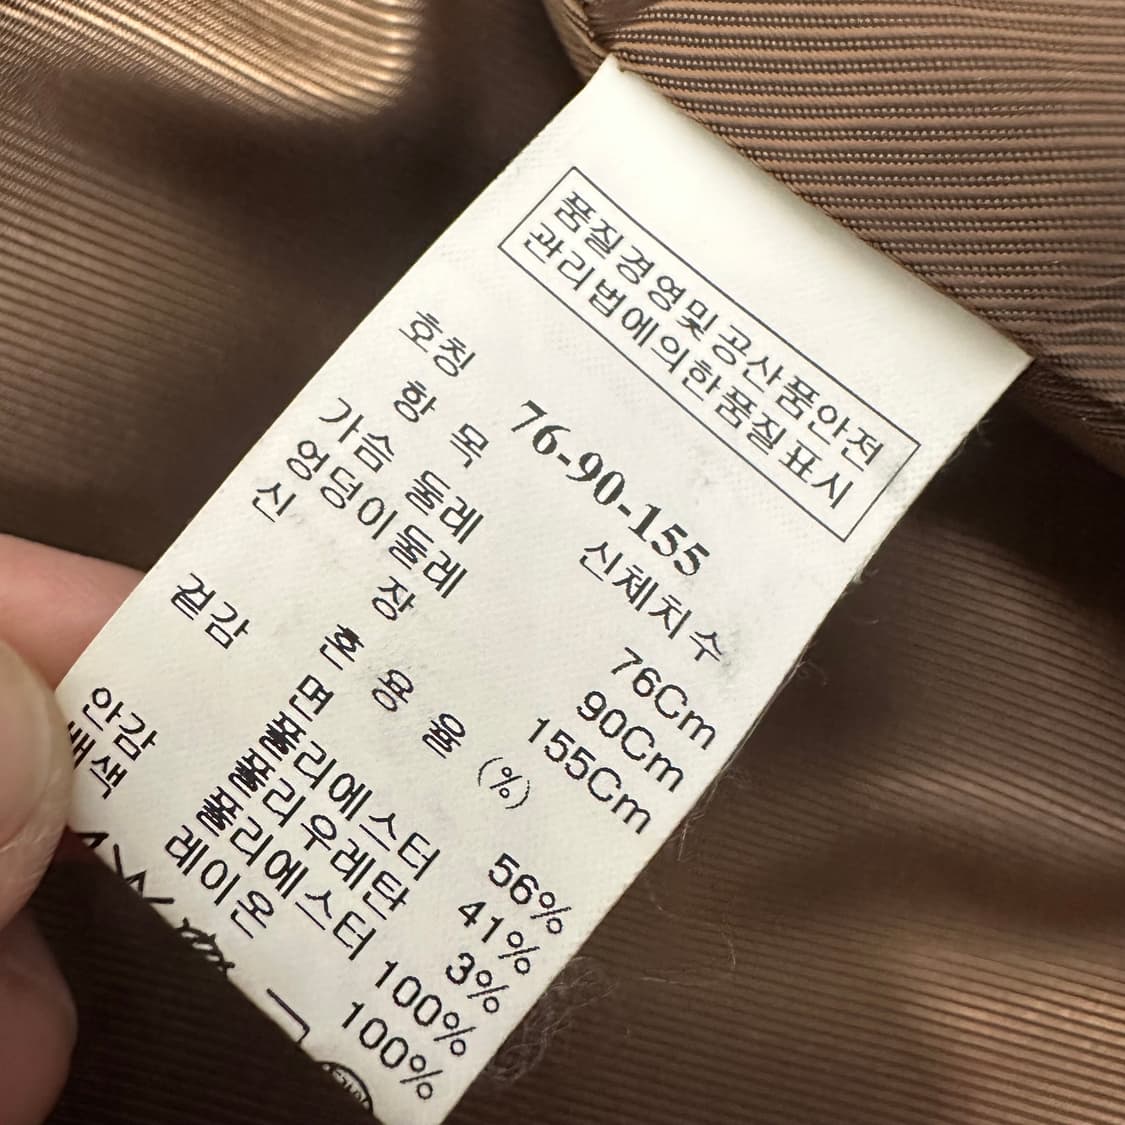 품질경영및공산품안전
관리법에의한품질표시
호칭 76-90-155
항 목 신체치수
가슴 둘레 76Cm
엉덩이둘레 90Cm
신 장 155Cm
혼 용 율 (%)
겉감 면 56%
폴리에스터 41%
폴리우레탄 3%
안감 폴리에스터 100%
배색 레이온 100%